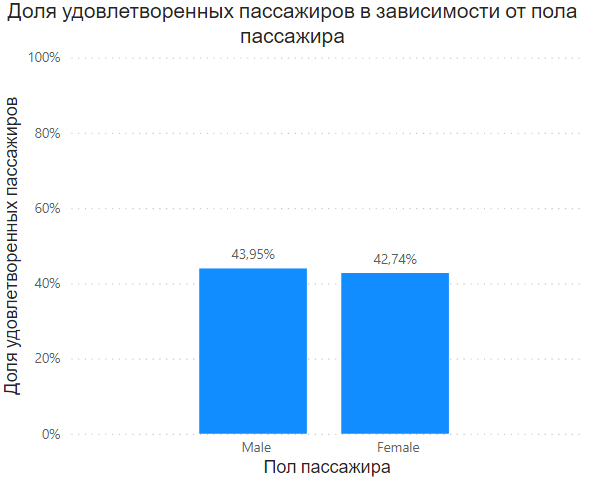 Доля удовлетворенных пассажиров в зависимости от пола
пассажира
Доля удовлетворенных пассажиров
100%
80%
60%
40%
20%
0%
43,95%
42,74%
Male
Female
Пол пассажира